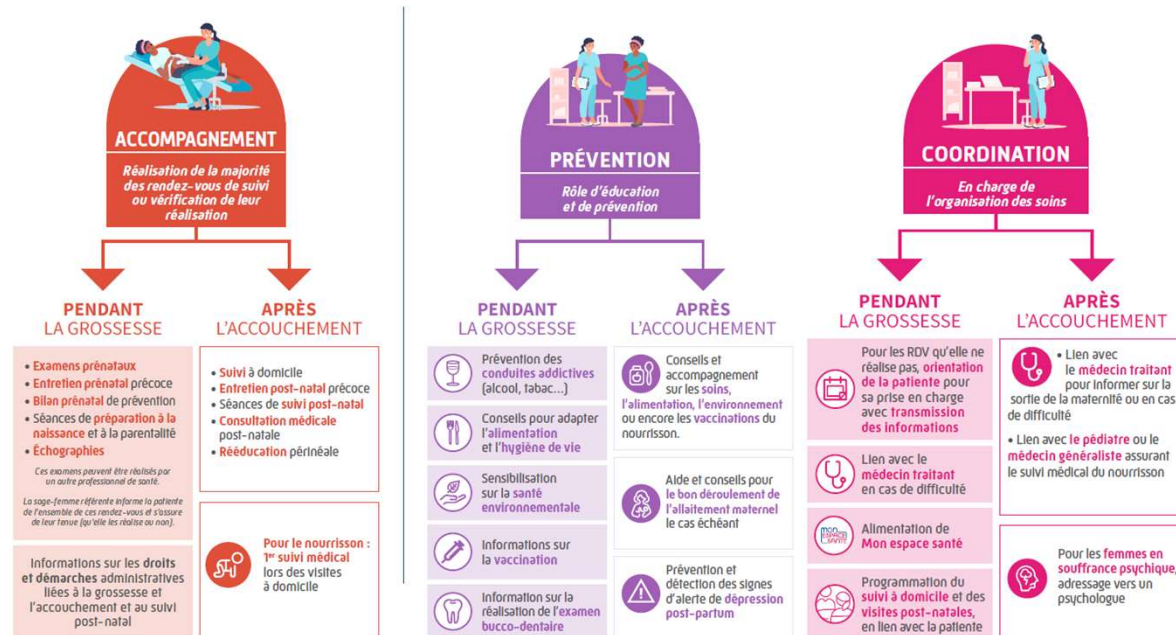 ACCOMPAGNEMENT
Réalisation de la majorité
des rendez-vous de suivi
ou vérification de leur
réalisation
PENDANT
LA GROSSESSE
• Examens prénataux
• Entretien prénatal précoce
• Bilan prénatal de prévention
• Séances de préparation à la
naissance et à la parentalité
• Échographies
Ces examens peuvent être réalisés par
un autre professionnel de santé.
La sage-femme référente informe la patiente
de l'ensemble de ces rendez-vous et s'assure
de leur tenue (qu'elle les réalise ou non).
Informations sur les droits
et démarches administratives
liées à la grossesse et
l'accouchement et au suivi
post-natal
APRÈS
L'ACCOUCHEMENT
• Suivi à domicile
• Entretien post-natal précoce
• Séances de suivi post-natal
• Consultation médicale
post-natale
• Rééducation périnéale
Pour le nourrisson :
1er suivi médical
lors des visites
à domicile
PRÉVENTION
Rôle d'éducation
et de prévention
PENDANT
LA GROSSESSE
Prévention des
conduites addictives
(alcool, tabac...)
Conseils pour adapter
l'alimentation
et l'hygiène de vie
Sensibilisation
sur la santé
environnementale
Informations sur
la vaccination
Information sur la
réalisation de l'examen
bucco-dentaire
APRÈS
L'ACCOUCHEMENT
Conseils et
accompagnement
sur les soins,
l'alimentation, l'environnement
ou encore les vaccinations du
nourrisson.
Aide et conseils pour
le bon déroulement de
l'allaitement maternel
le cas échéant
Prévention et
détection des signes
d'alerte de dépression
post-partum
COORDINATION
En charge de
l'organisation des soins
PENDANT
LA GROSSESSE
Pour les RDV qu'elle ne
réalise pas, orientation
de la patiente pour
sa prise en charge
avec transmission
des informations
Lien avec le
médecin traitant
en cas de difficulté
MON
ESPACE
SANTÉ
Alimentation de
Mon espace santé
Programmation du
suivi à domicile et des
visites post-natales,
en lien avec la patiente
APRÈS
L'ACCOUCHEMENT
• Lien avec
le médecin traitant
pour informer sur la
sortie de la maternité ou en cas
de difficulté
• Lien avec le pédiatre ou le
médecin généraliste assurant
le suivi médical du nourrisson
Pour les femmes en
souffrance psychique,
adressage vers un
psychologue